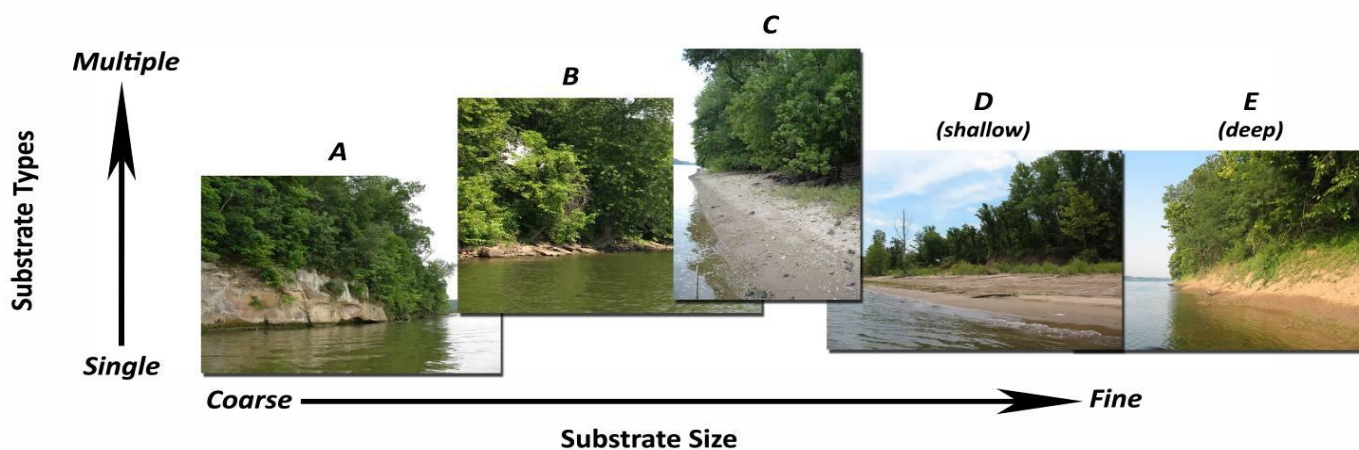 Multiple
Substrate Types
Single
A
B
C
D
(shallow)
E
(deep)
Coarse
Fine
Substrate Size